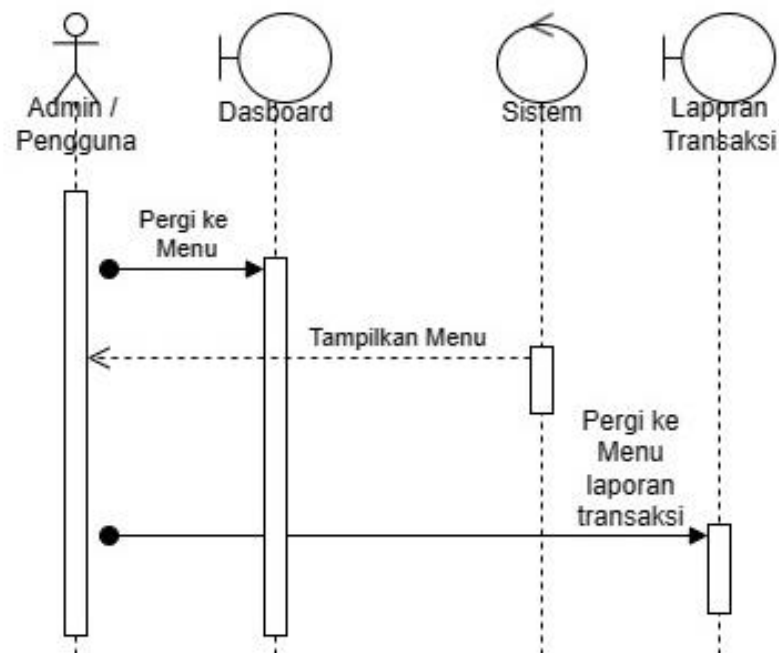 Admin /
Pengguna
Dasboard
Sistem
Laporan
Transaksi
Pergi ke
Menu
Tampilkan Menu
Pergi ke
Menu
laporan
transaksi